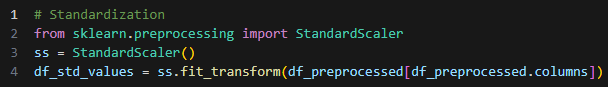 1 # Standardization
2 from sklearn.preprocessing import StandardScaler
3 ss = StandardScaler()
4 df_std_values = ss.fit_transform(df_preprocessed[df_preprocessed.columns])